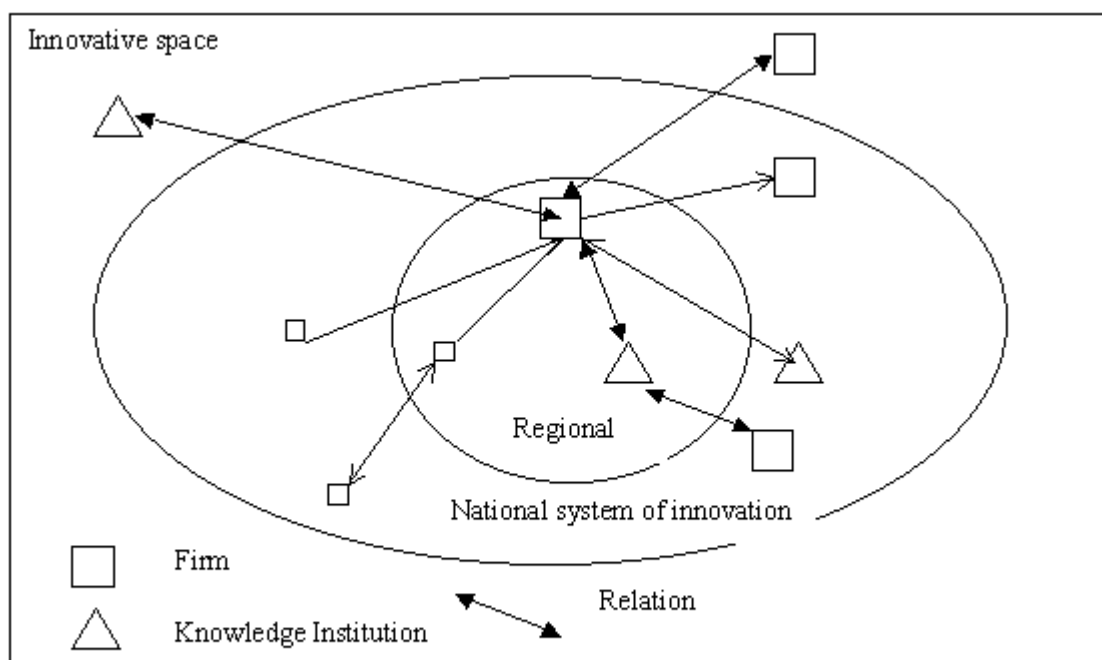 Innovative space
Regional
National system of innovation
Firm
Relation
Knowledge Institution